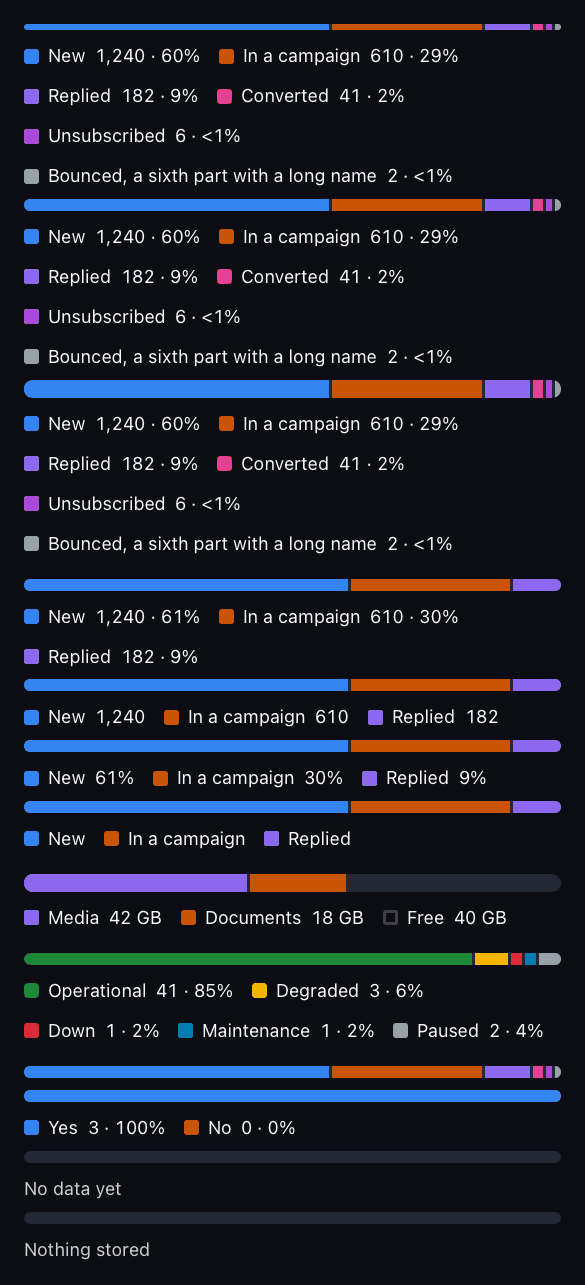 New 1,240 · 60% In a campaign 610 · 29%
Replied 182 · 9% Converted 41 · 2%
Unsubscribed 6 · <1%
Bounced, a sixth part with a long name 2 · <1%
New 1,240 · 60% In a campaign 610 · 29%
Replied 182 · 9% Converted 41 · 2%
Unsubscribed 6 · <1%
Bounced, a sixth part with a long name 2 · <1%
New 1,240 · 60% In a campaign 610 · 29%
Replied 182 · 9% Converted 41 · 2%
Unsubscribed 6 · <1%
Bounced, a sixth part with a long name 2 · <1%
New 1,240 · 61% In a campaign 610 · 30%
Replied 182 · 9%
New 1,240 In a campaign 610 Replied 182
New 61% In a campaign 30% Replied 9%
New In a campaign Replied
Media 42 GB Documents 18 GB Free 40 GB
Operational 41 · 85% Degraded 3 · 6%
Down 1 · 2% Maintenance 1 · 2% Paused 2 · 4%
Yes 3 · 100% No 0 · 0%
No data yet
Nothing stored